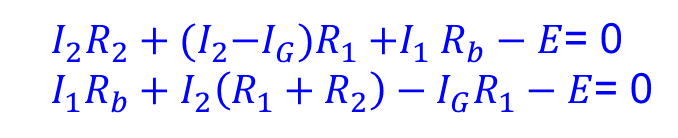 I₂R₂ + (I₂−I_G)R₁ +I₁ R_b − E= 0
I₁R_b + I₂(R₁ + R₂) − I_GR₁ − E= 0